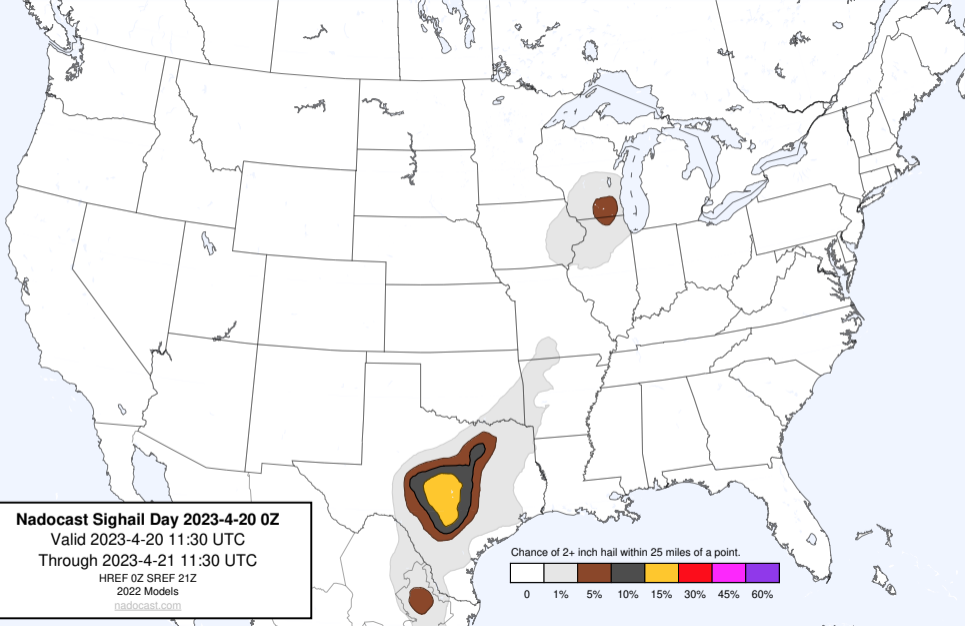 Nadocast Sighail Day 2023-4-20 0Z
Valid 2023-4-20 11:30 UTC
Through 2023-4-21 11:30 UTC
HREF 0Z SREF 21Z
2022 Models
nadocast.com
Chance of 2+ inch hail within 25 miles of a point.
0 1% 5% 10% 15% 30% 45% 60%